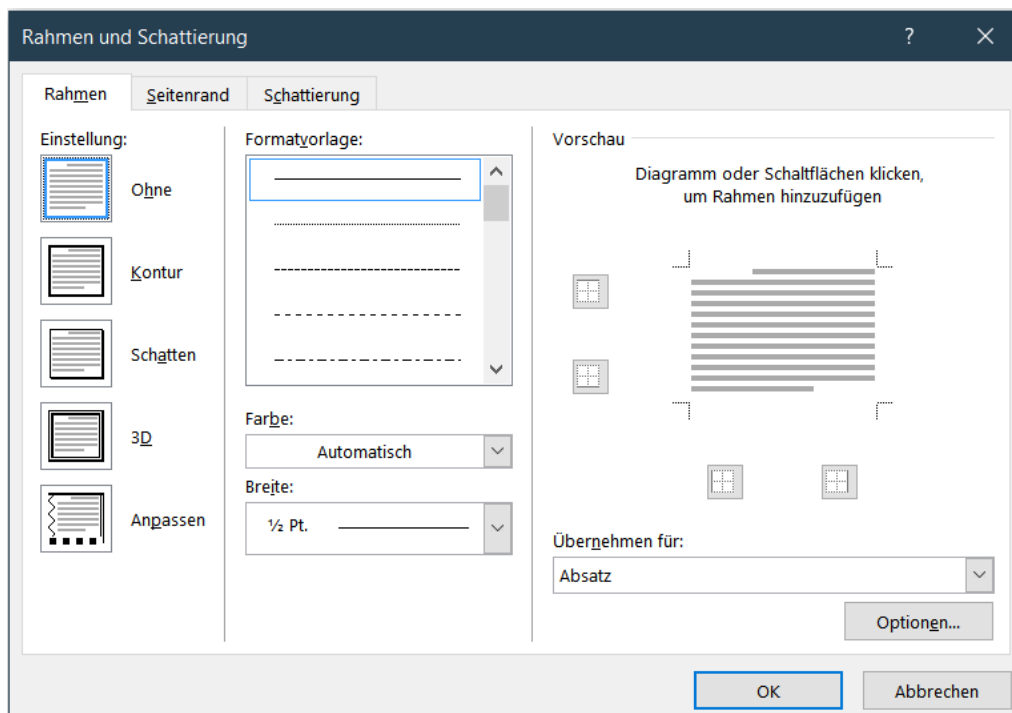 Rahmen und Schattierung
?
Rahmen
Seitenrand
Schattierung
Einstellung:
Ohne
Kontur
Schatten
3D
Anpassen
Formatvorlage:
Farbe:
Automatisch
Breite:
½ Pt.
Vorschau
Diagramm oder Schaltflächen klicken,
um Rahmen hinzuzufügen
Übernehmen für:
Absatz
Optionen...
OK
Abbrechen